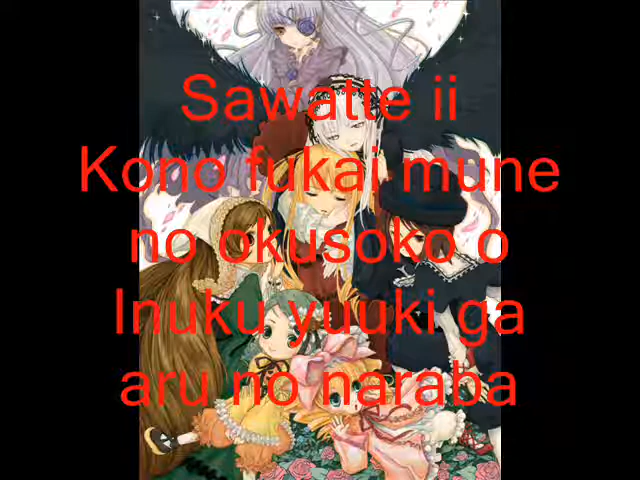 Sawatte ii
Kono fukai mune
no okusoko o
Inuku yuuki ga
aru no naraba